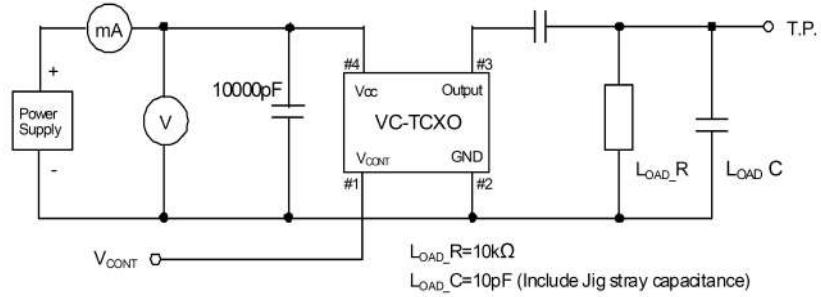 mA
T.P.
+
#4
#3
10000pF
Vcc
Output
Power
Supply
V
VC-TCXO
-
VCONT
GND
#1
#2
LOAD_R
LOAD C
VCONT
LOAD_R=10kΩ
LOAD_C=10pF (Include Jig stray capacitance)